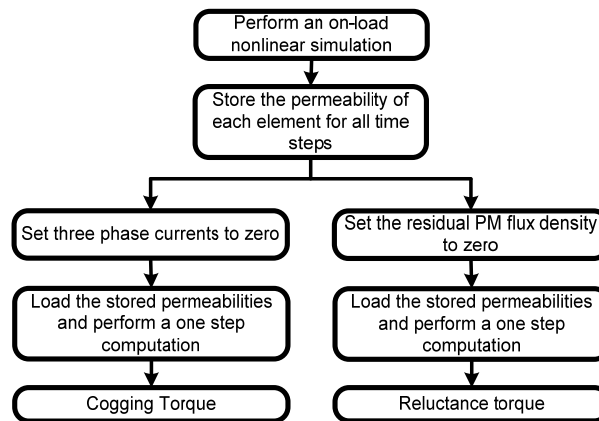 Perform an on-load
nonlinear simulation
Store the permeability of
each element for all time
steps
Set three phase currents to zero
Set the residual PM flux density
to zero
Load the stored permeabilities
and perform a one step
computation
Load the stored permeabilities
and perform a one step
computation
Cogging Torque
Reluctance torque